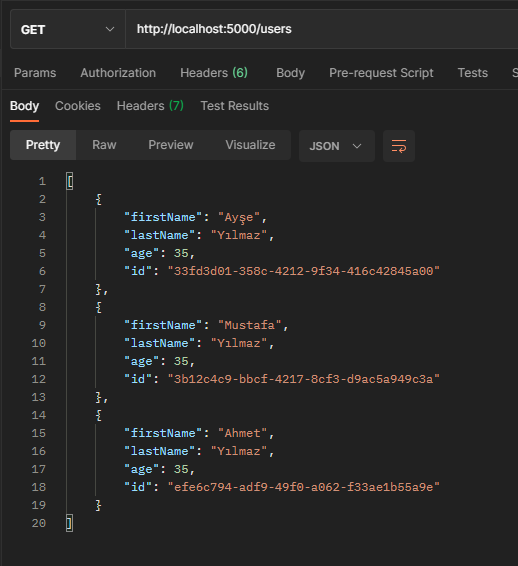 GET http://localhost:5000/users
Params Authorization Headers (6) Body Pre-request Script Tests S
Body Cookies Headers (7) Test Results
Pretty Raw Preview Visualize JSON
1 [
2 {
3 "firstName": "Ayşe",
4 "lastName": "Yılmaz",
5 "age": 35,
6 "id": "33fd3d01-358c-4212-9f34-416c42845a00"
7 },
8 {
9 "firstName": "Mustafa",
10 "lastName": "Yılmaz",
11 "age": 35,
12 "id": "3b12c4c9-bbcf-4217-8cf3-d9ac5a949c3a"
13 },
14 {
15 "firstName": "Ahmet",
16 "lastName": "Yılmaz",
17 "age": 35,
18 "id": "efe6c794-adf9-49f0-a062-f33ae1b55a9e"
19 }
20 ]